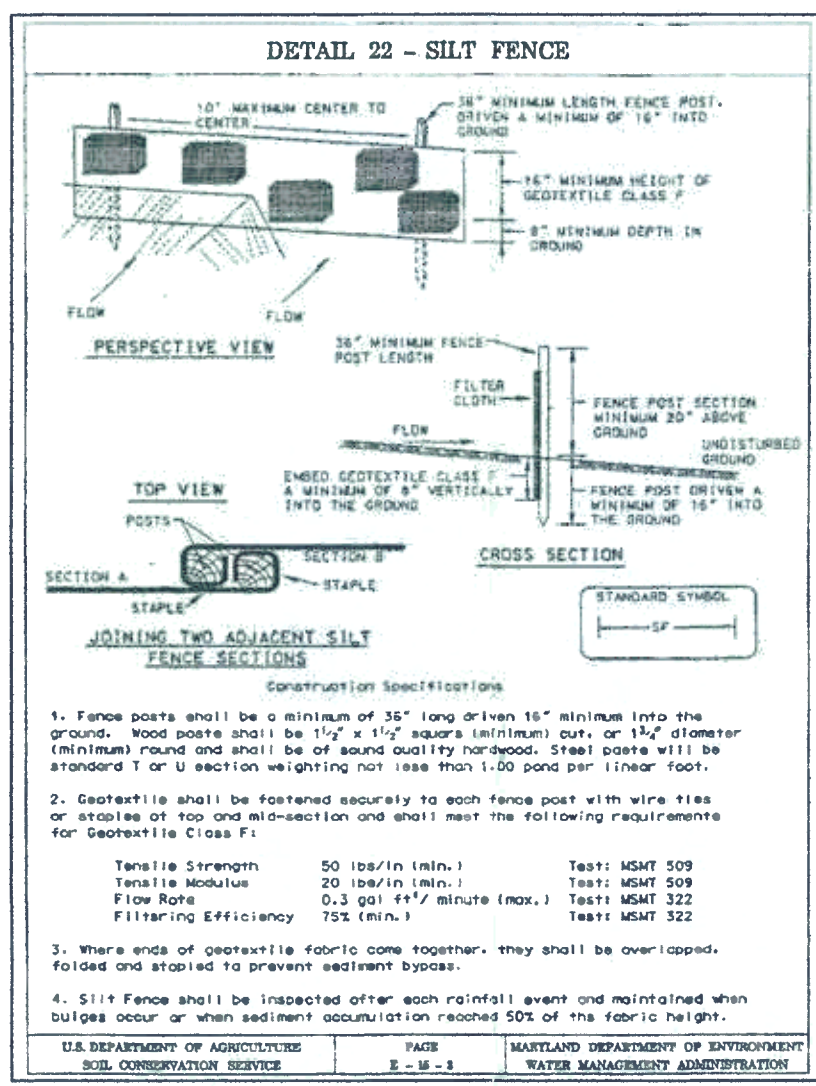 DETAIL 22 - SILT FENCE
10" MAXIMUM CENTER TO
CENTER
36" MINIMUM LENGTH FENCE POST,
DRIVEN A MINIMUM OF 16" INTO
GROUND
16" MINIMUM HEIGHT OF
GEOTEXTILE CLASS F
8" MINIMUM DEPTH IN
GROUND
FLOW
FLOW
PERSPECTIVE VIEW
36" MINIMUM FENCE
POST LENGTH
FILTER
CLOTH
FENCE POST SECTION
MINIMUM 20" ABOVE
GROUND
FLOW
UNDISTURBED
GROUND
EMBED GEOTEXTILE CLASS F
A MINIMUM OF 8" VERTICALLY
INTO THE GROUND
FENCE POST DRIVEN A
MINIMUM OF 16" INTO
THE GROUND
CROSS SECTION
TOP VIEW
POSTS
SECTION B
SECTION A
STAPLE
STAPLE
JOINING TWO ADJACENT SILT
FENCE SECTIONS
STANDARD SYMBOL
SF
Construction Specifications
1. Fence posts shall be a minimum of 36" long driven 16" minimum into the
ground. Wood posts shall be 1 1/2" x 1 1/2" square (minimum) cut, or 1 3/4" diameter
(minimum) round and shall be of sound quality hardwood. Steel posts will be
standard T or U section weighting not less than 1.00 pond per linear foot.
2. Geotextile shall be fastened securely to each fence post with wire ties
or staples at top and mid-section and shall meet the following requirements
for Geotextile Class F:
Tensile Strength 50 lbs/in (min.) Test: MSMT 509
Tensile Modulus 20 lbs/in (min.) Test: MSMT 509
Flow Rate 0.3 gal ft²/ minute (max.) Test: MSMT 322
Filtering Efficiency 75% (min.) Test: MSMT 322
3. Where ends of geotextile fabric come together, they shall be overlapped,
folded and stapled to prevent sediment bypass.
4. Silt Fence shall be inspected after each rainfall event and maintained when
bulges occur or when sediment accumulation reached 50% of the fabric height.
U.S. DEPARTMENT OF AGRICULTURE
SOIL CONSERVATION SERVICE
PAGE
E - 15 - 3
MARYLAND DEPARTMENT OF ENVIRONMENT
WATER MANAGEMENT ADMINISTRATION